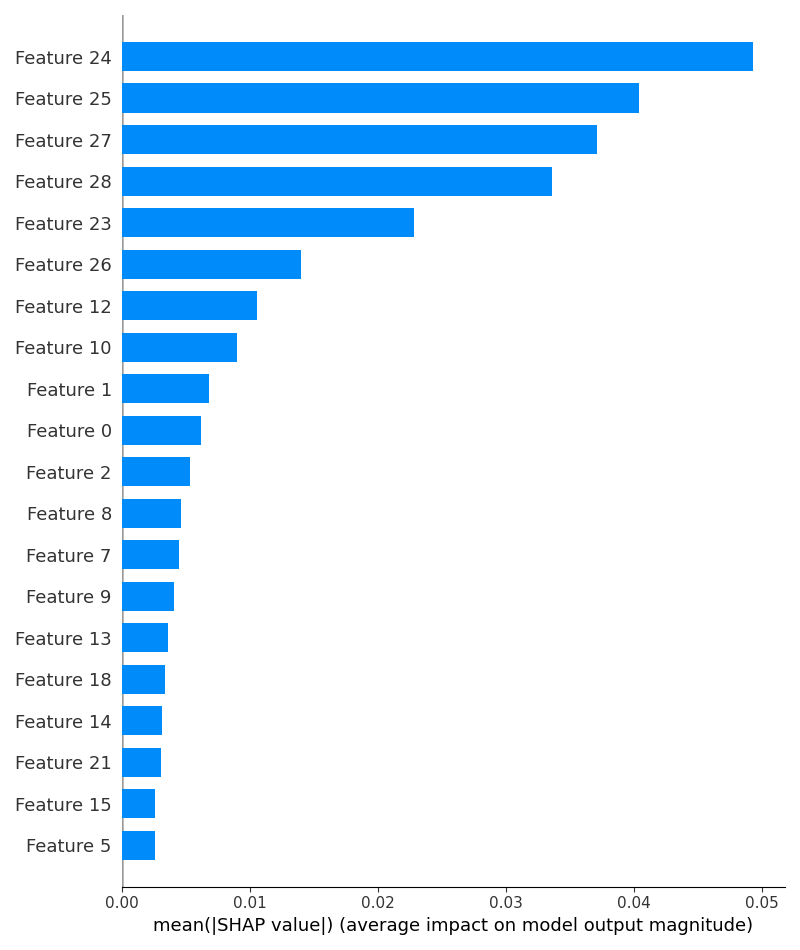 Feature 24
Feature 25
Feature 27
Feature 28
Feature 23
Feature 26
Feature 12
Feature 10
Feature 1
Feature 0
Feature 2
Feature 8
Feature 7
Feature 9
Feature 13
Feature 18
Feature 14
Feature 21
Feature 15
Feature 5
0.00 0.01 0.02 0.03 0.04 0.05
mean(|SHAP value|) (average impact on model output magnitude)